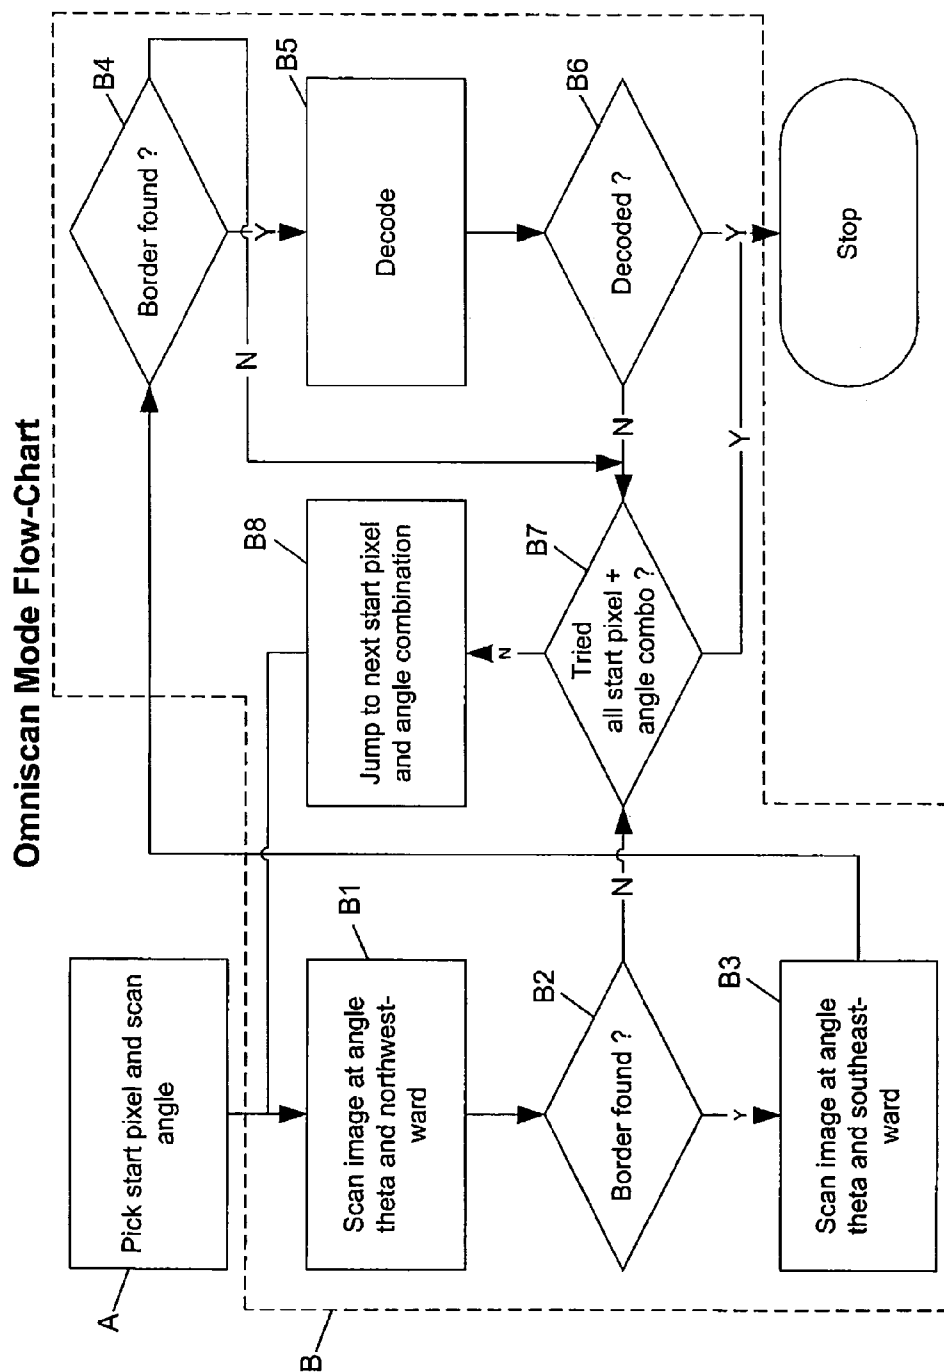 Omniscan Mode Flow-Chart
A
Pick start pixel and scan
angle
B
B1
Scan image at angle
theta and northwest-
ward
B2
Border found ?
N
Y
B3
Scan image at angle
theta and southeast-
ward
B8
Jump to next start pixel
and angle combination
N
B7
Tried
all start pixel +
angle combo ?
Y
B4
Border found ?
N
Y
B5
Decode
B6
Decoded ?
N
Y
Stop